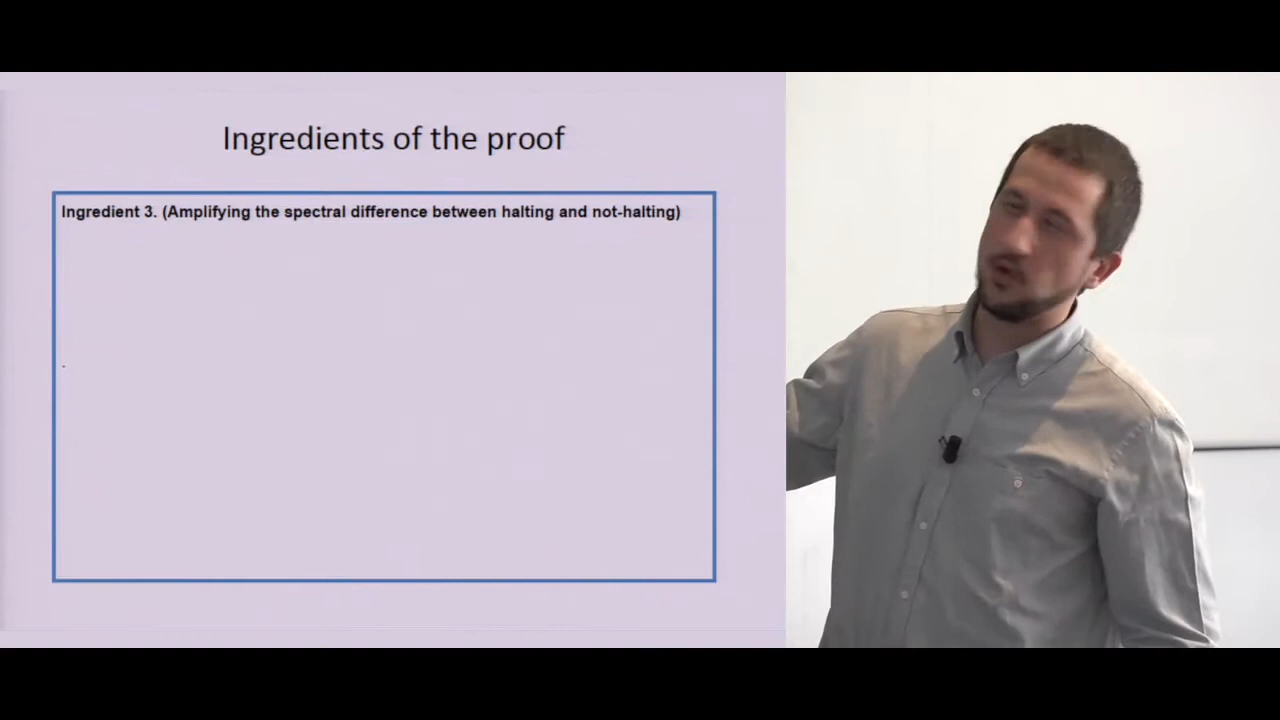 Ingredients of the proof
Ingredient 3. (Amplifying the spectral difference between halting and not-halting)